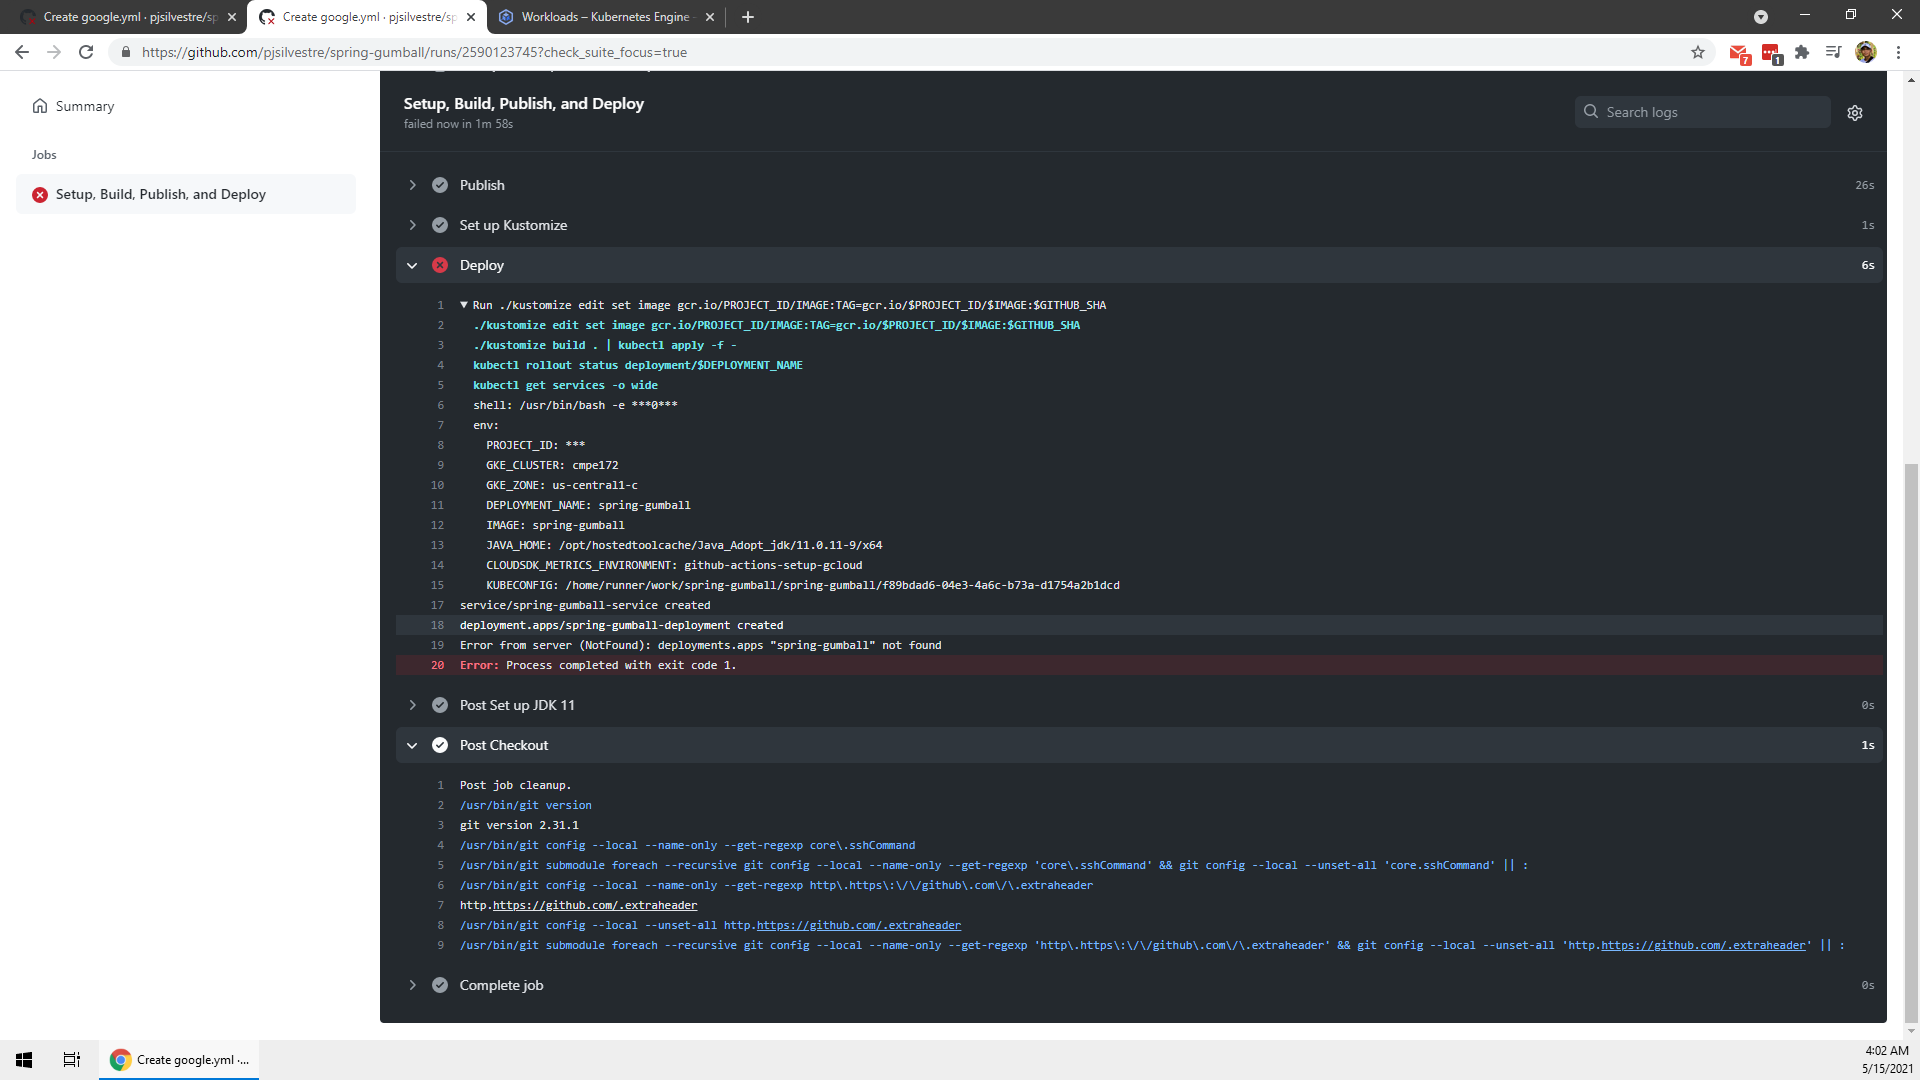 Create google.yml · pjsilvestre/sp
Create google.yml · pjsilvestre/sp
Workloads – Kubernetes Engine
https://github.com/pjsilvestre/spring-gumball/runs/2590123745?check_suite_focus=true
7
1
Summary
Jobs
Setup, Build, Publish, and Deploy
Setup, Build, Publish, and Deploy
failed now in 1m 58s
Search logs
Publish 26s
Set up Kustomize 1s
Deploy 6s
1 ▼ Run ./kustomize edit set image gcr.io/PROJECT_ID/IMAGE:TAG=gcr.io/$PROJECT_ID/$IMAGE:$GITHUB_SHA
2 ./kustomize edit set image gcr.io/PROJECT_ID/IMAGE:TAG=gcr.io/$PROJECT_ID/$IMAGE:$GITHUB_SHA
3 ./kustomize build . | kubectl apply -f -
4 kubectl rollout status deployment/$DEPLOYMENT_NAME
5 kubectl get services -o wide
6 shell: /usr/bin/bash -e ***0***
7 env:
8 PROJECT_ID: ***
9 GKE_CLUSTER: cmpe172
10 GKE_ZONE: us-central1-c
11 DEPLOYMENT_NAME: spring-gumball
12 IMAGE: spring-gumball
13 JAVA_HOME: /opt/hostedtoolcache/Java_Adopt_jdk/11.0.11-9/x64
14 CLOUDSDK_METRICS_ENVIRONMENT: github-actions-setup-gcloud
15 KUBECONFIG: /home/runner/work/spring-gumball/spring-gumball/f89bdad6-04e3-4a6c-b73a-d1754a2b1dcd
17 service/spring-gumball-service created
18 deployment.apps/spring-gumball-deployment created
19 Error from server (NotFound): deployments.apps "spring-gumball" not found
20 Error: Process completed with exit code 1.
Post Set up JDK 11 0s
Post Checkout 1s
1 Post job cleanup.
2 /usr/bin/git version
3 git version 2.31.1
4 /usr/bin/git config --local --name-only --get-regexp core\.sshCommand
5 /usr/bin/git submodule foreach --recursive git config --local --name-only --get-regexp 'core\.sshCommand' && git config --local --unset-all 'core.sshCommand' || :
6 /usr/bin/git config --local --name-only --get-regexp http\.https\:\/\/github\.com\/\.extraheader
7 http.https://github.com/.extraheader
8 /usr/bin/git config --local --unset-all http.https://github.com/.extraheader
9 /usr/bin/git submodule foreach --recursive git config --local --name-only --get-regexp 'http\.https\:\/\/github\.com\/\.extraheader' && git config --local --unset-all 'http.https://github.com/.extraheader' || :
Complete job 0s
Create google.yml ·...
4:02 AM
5/15/2021